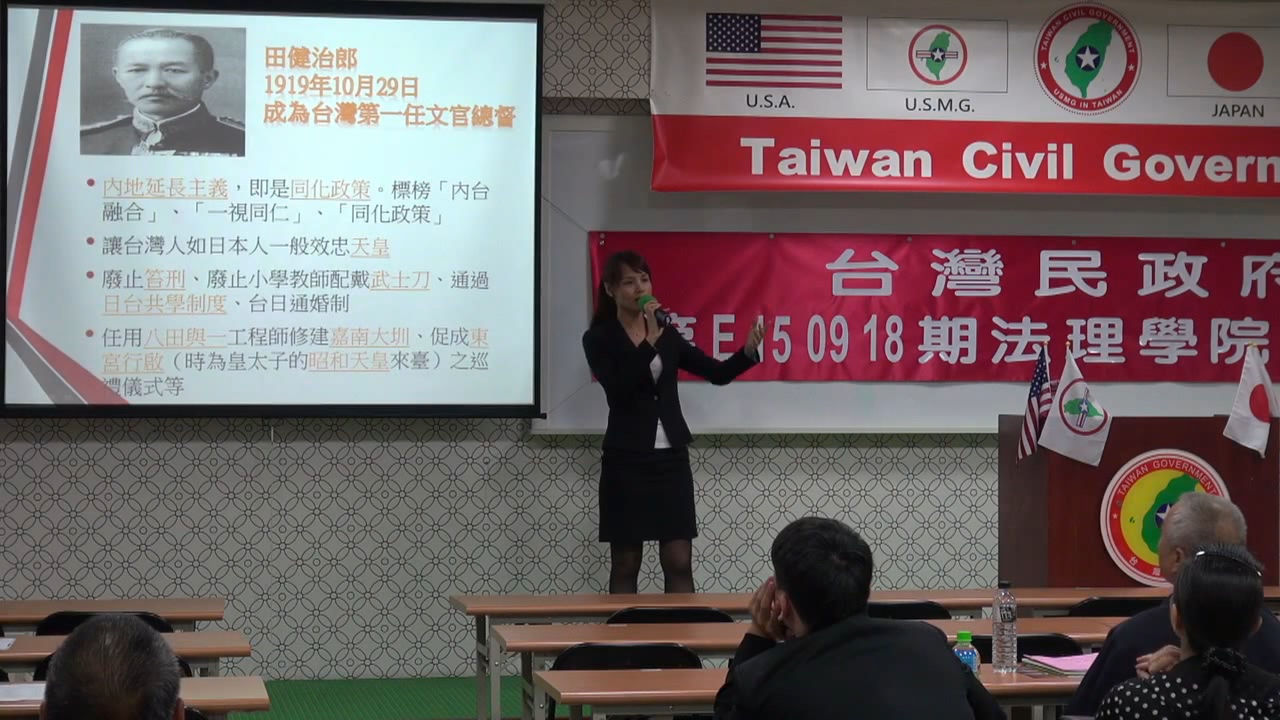 田健治郎
1919年10月29日
成為台灣第一任文官總督
內地延長主義，即是同化政策。標榜「內台
融合」、「一視同仁」、「同化政策」
讓台灣人如日本人一般效忠天皇
廢止笞刑、廢止小學教師配戴武士刀、通過
日台共學制度、台日通婚制
任用八田與一工程師修建嘉南大圳、促成東
宮行啟（時為皇太子的昭和天皇來臺）之巡
禮儀式等
U.S.A.
U.S.M.G.
TAIWAN CIVIL GOVERNMENT
USMG IN TAIWAN
JAPAN
Taiwan Civil Govern
台灣民政府
E 15 09 18 期法理學院
TAIWAN GOVERNMENT